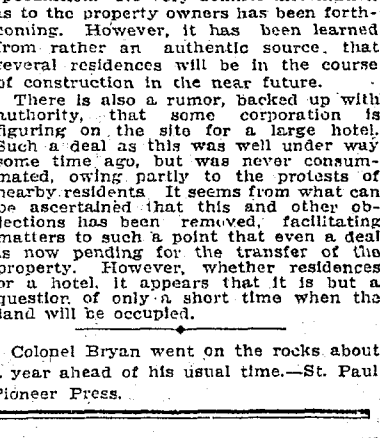 as to the property owners has been forth-
coming. However, it has been learned
from rather an authentic source, that
several residences will be in the course
of construction in the near future.
There is also a rumor, backed up with
authority, that some corporation is
figuring on the site for a large hotel.
Such a deal as this was well under way
some time ago, but was never consum-
mated, owing partly to the protests of
nearby residents. It seems from what can
be ascertained that this and other ob-
jections has been removed, facilitating
matters to such a point that even a deal
is now pending for the transfer of the
property. However, whether residences
or a hotel, it appears that it is but a
question of only a short time when the
land will be occupied.
Colonel Bryan went on the rocks about
a year ahead of his usual time.—St. Paul
Pioneer Press.